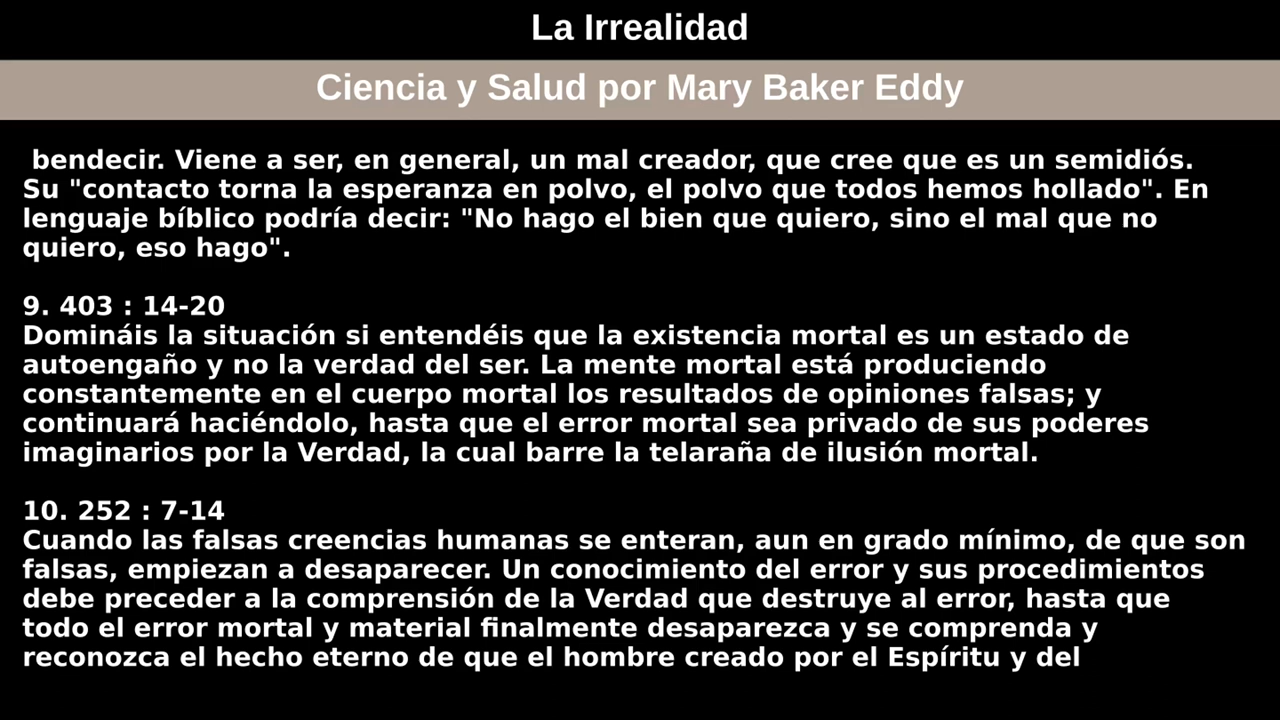 La Irrealidad
Ciencia y Salud por Mary Baker Eddy
bendecir. Viene a ser, en general, un mal creador, que cree que es un semidiós.
Su "contacto torna la esperanza en polvo, el polvo que todos hemos hollado". En
lenguaje bíblico podría decir: "No hago el bien que quiero, sino el mal que no
quiero, eso hago".
9. 403 : 14-20
Domináis la situación si entendéis que la existencia mortal es un estado de
autoengaño y no la verdad del ser. La mente mortal está produciendo
constantemente en el cuerpo mortal los resultados de opiniones falsas; y
continuará haciéndolo, hasta que el error mortal sea privado de sus poderes
imaginarios por la Verdad, la cual barre la telaraña de ilusión mortal.
10. 252 : 7-14
Cuando las falsas creencias humanas se enteran, aun en grado mínimo, de que son
falsas, empiezan a desaparecer. Un conocimiento del error y sus procedimientos
debe preceder a la comprensión de la Verdad que destruye al error, hasta que
todo el error mortal y material finalmente desaparezca y se comprenda y
reconozca el hecho eterno de que el hombre creado por el Espíritu y del